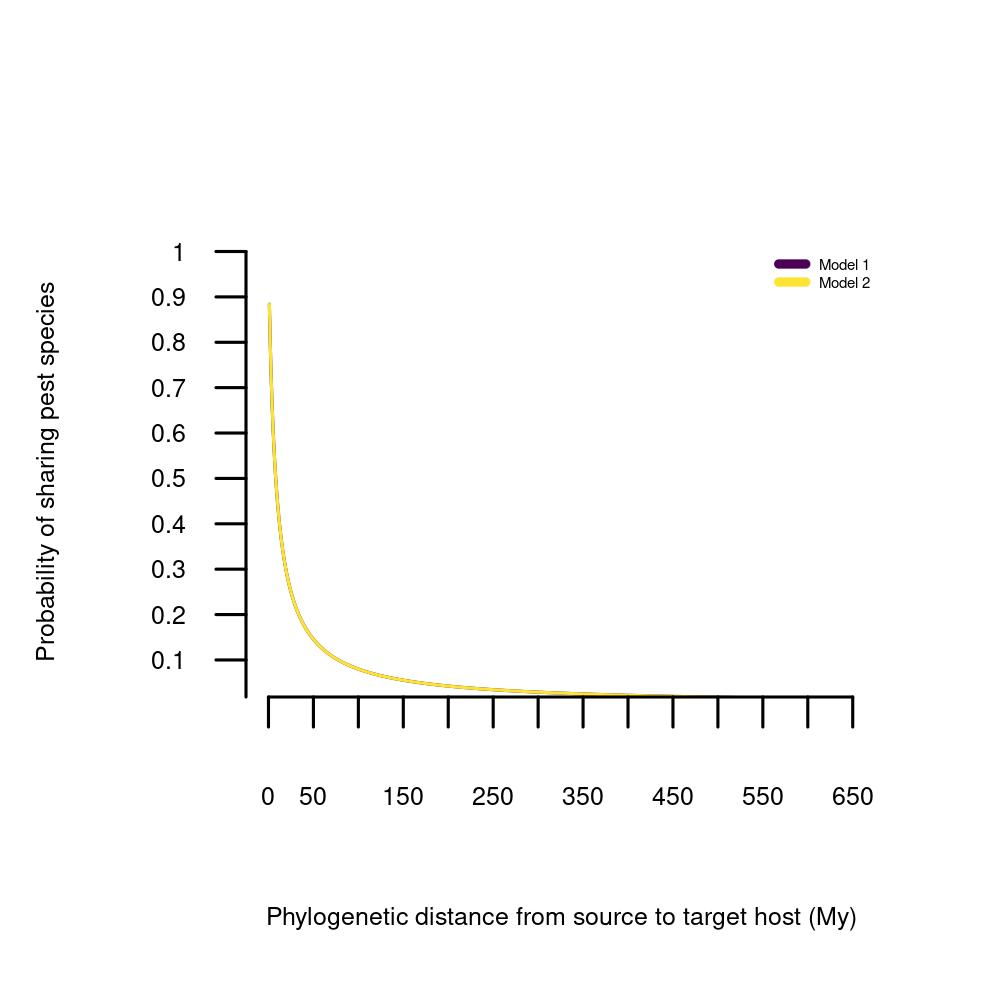 Model 1
Model 2
Probability of sharing pest species
1
0.9
0.8
0.7
0.6
0.5
0.4
0.3
0.2
0.1
0 50 150 250 350 450 550 650
Phylogenetic distance from source to target host (My)